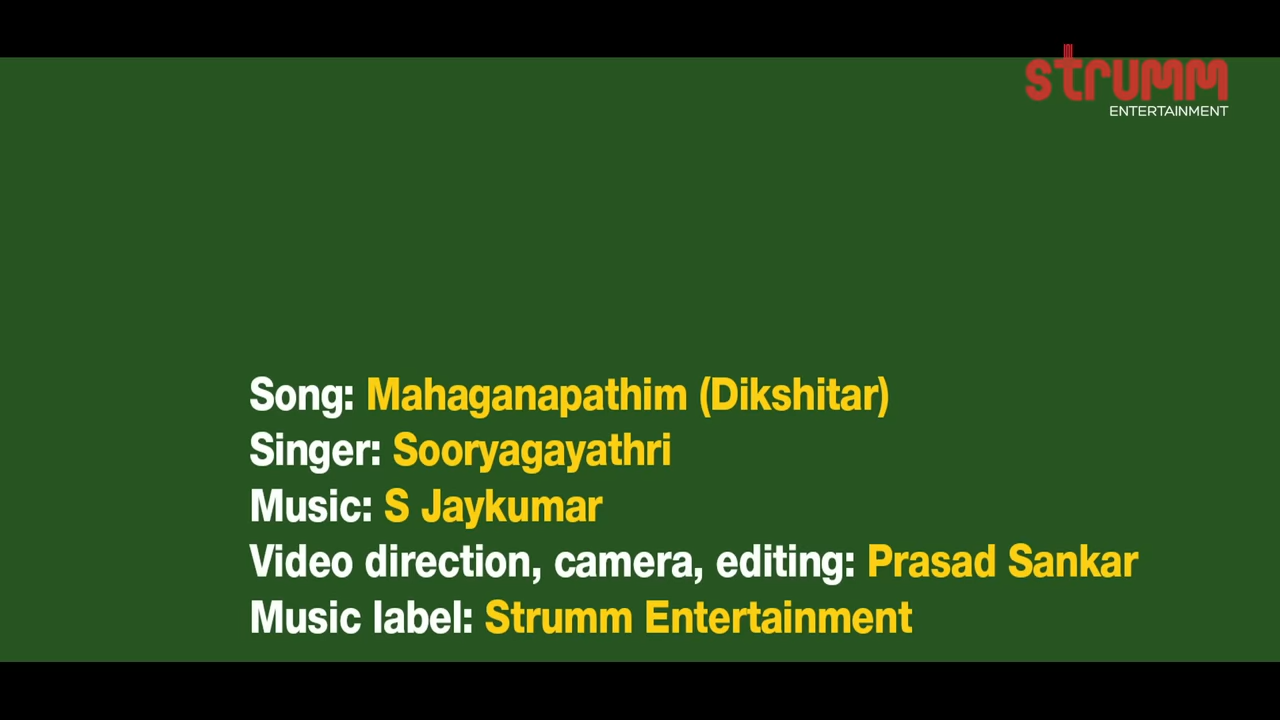 strumm
ENTERTAINMENT
Song: Mahaganapathim (Dikshitar)
Singer: Sooryagayathri
Music: S Jaykumar
Video direction, camera, editing: Prasad Sankar
Music label: Strumm Entertainment